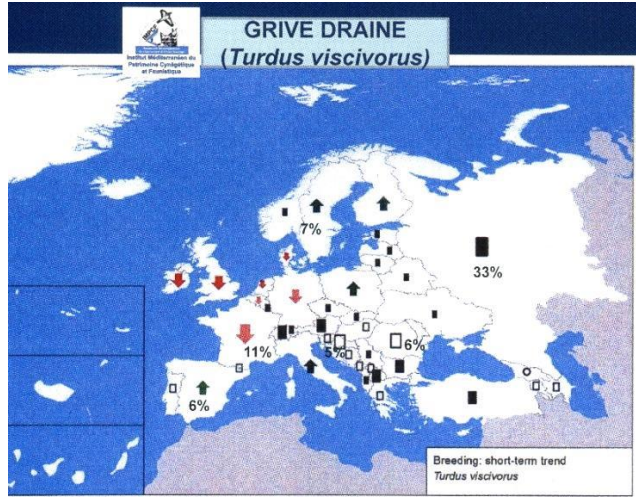 GRIVE DRAINE
(Turdus viscivorus)
Institut Méditerranéen du
Patrimoine Cynégétique
et Faunistique
7%
33%
11%
5%
6%
6%
Breeding: short-term trend
Turdus viscivorus